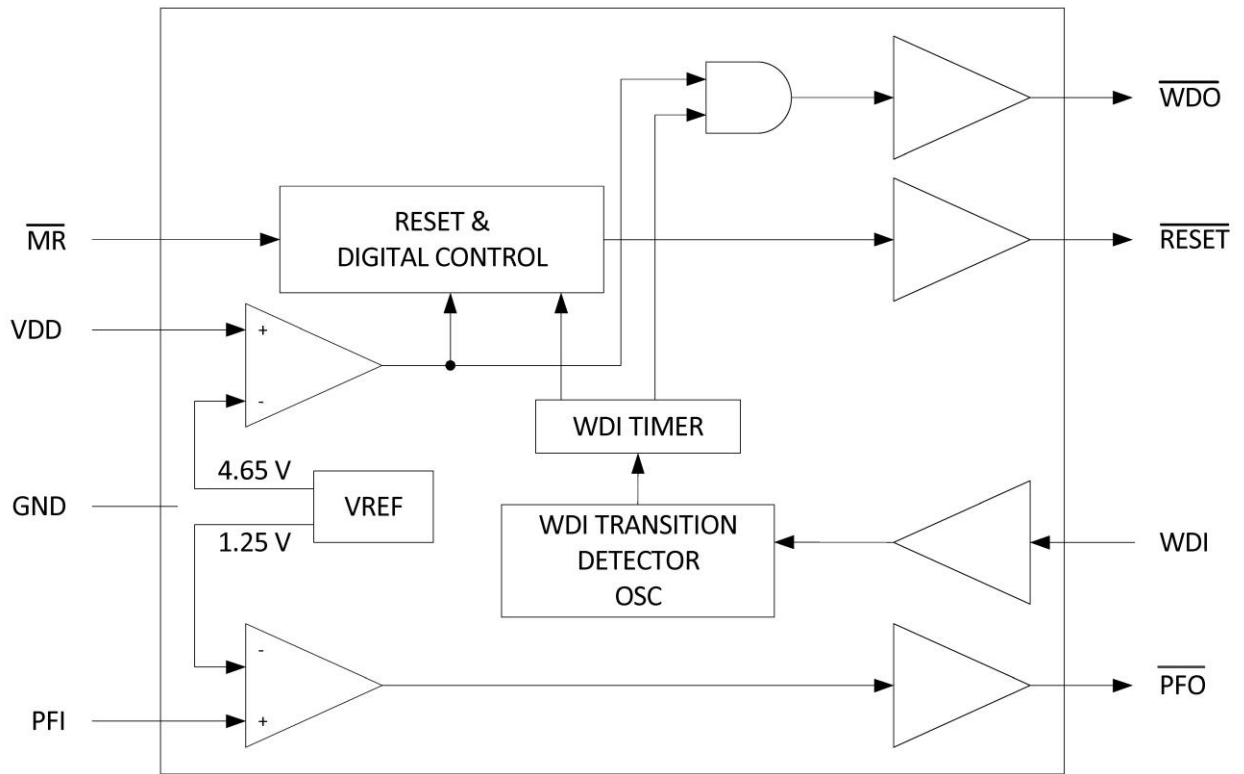 WDO
RESET &
DIGITAL CONTROL
MR
RESET
VDD
+
-
WDI TIMER
4.65 V
GND
VREF
1.25 V
WDI TRANSITION
DETECTOR
OSC
WDI
-
PFO
PFI
+